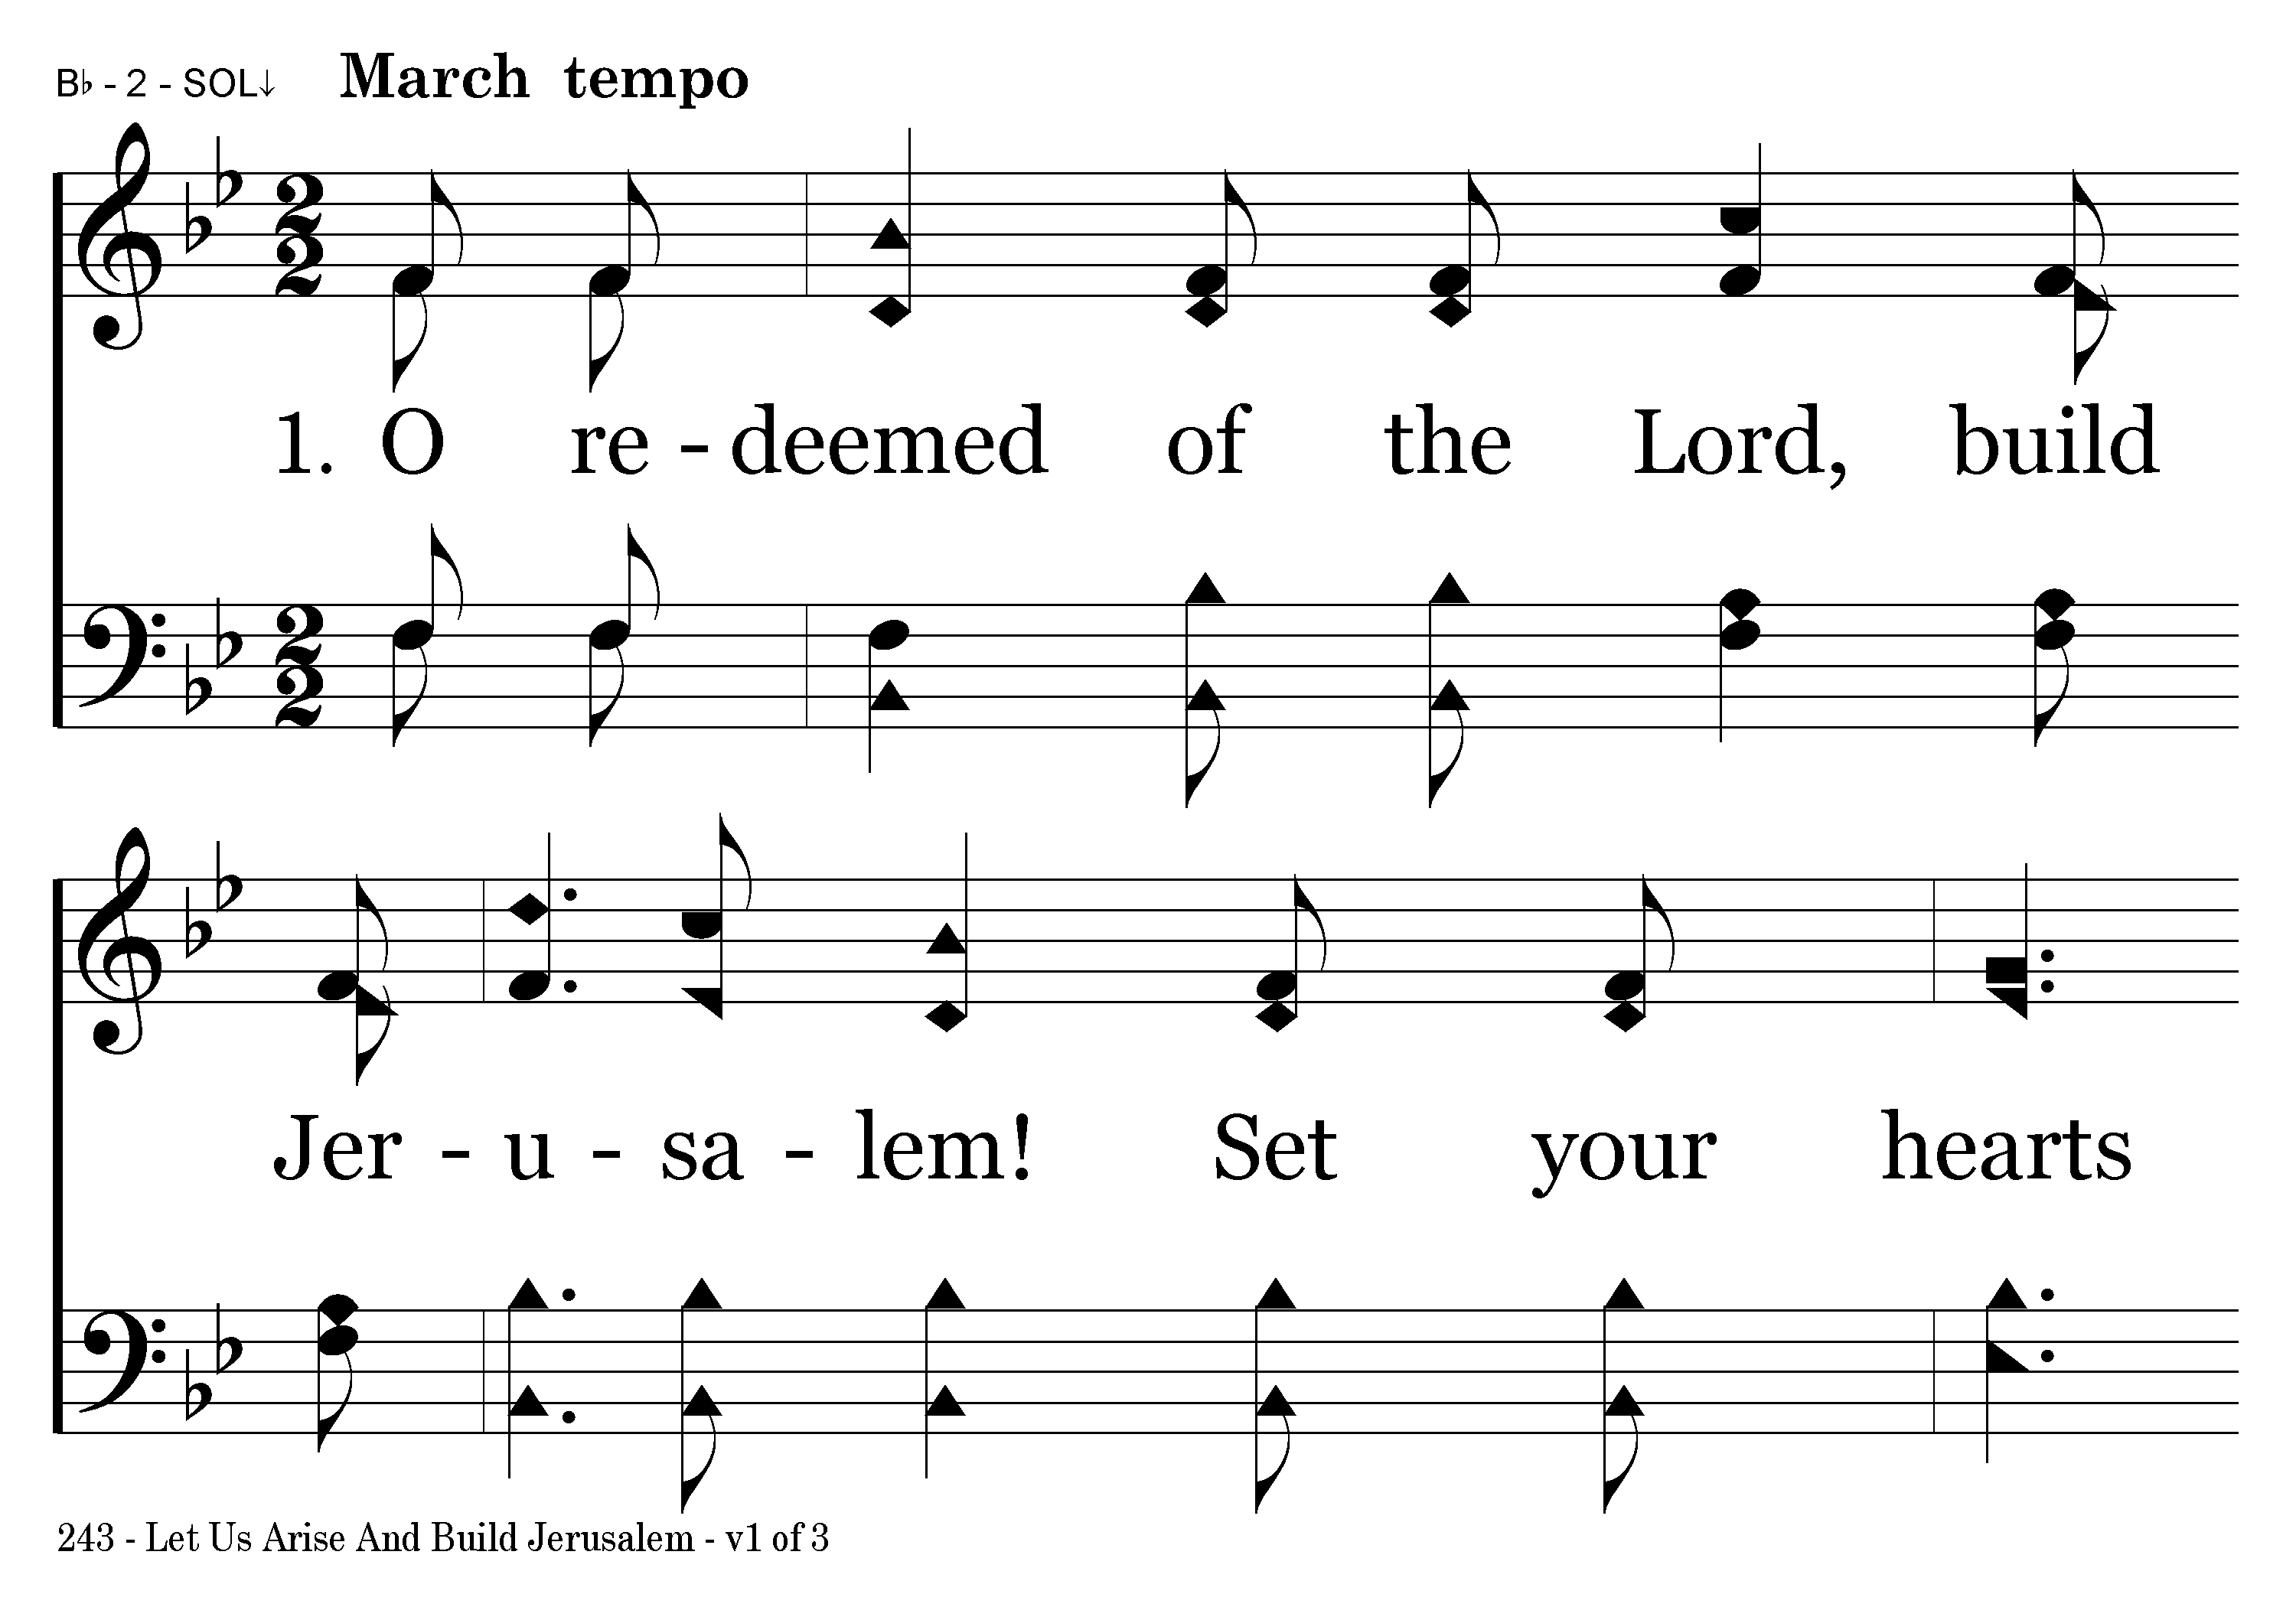 B♭ - 2 - SOL↓ March tempo
1. O re - deemed of the Lord, build
Jer - u - sa - lem! Set your hearts
243 - Let Us Arise And Build Jerusalem - v1 of 3